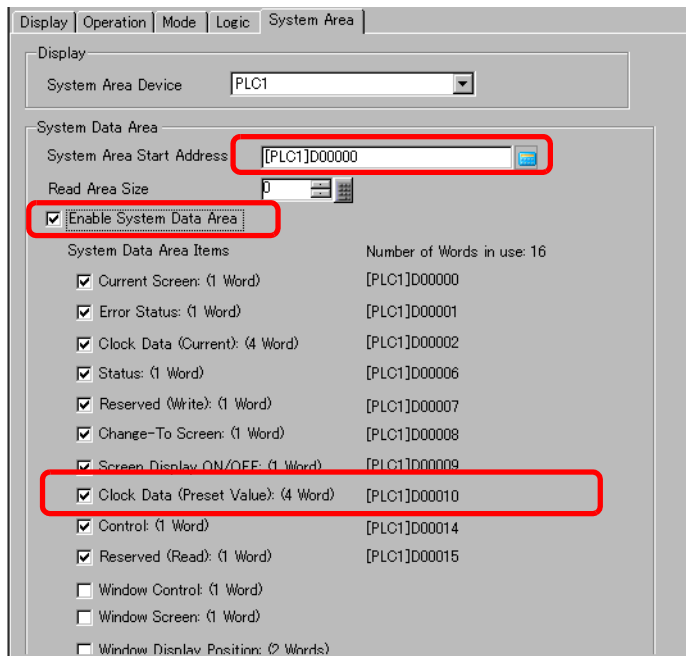 Display Operation Mode Logic System Area
Display
System Area Device PLC1
System Data Area
System Area Start Address [PLC1]D00000
Read Area Size 0
Enable System Data Area
System Data Area Items Number of Words in use: 16
Current Screen: (1 Word) [PLC1]D00000
Error Status: (1 Word) [PLC1]D00001
Clock Data (Current): (4 Word) [PLC1]D00002
Status: (1 Word) [PLC1]D00006
Reserved (Write): (1 Word) [PLC1]D00007
Change-To Screen: (1 Word) [PLC1]D00008
Screen Display ON/OFF: (1 Word) [PLC1]D00009
Clock Data (Preset Value): (4 Word) [PLC1]D00010
Control: (1 Word) [PLC1]D00014
Reserved (Read): (1 Word) [PLC1]D00015
Window Control: (1 Word)
Window Screen: (1 Word)
Window Display Position: (2 Words)